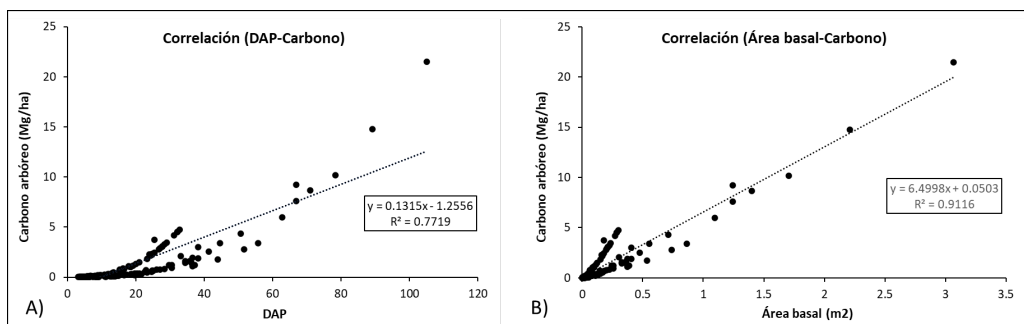 Correlación (DAP-Carbono)
25
20
15
10
5
0
Carbono arbóreo (Mg/ha)
y = 0.1315x - 1.2556
R² = 0.7719
0 20 40 60 80 100 120
DAP
A)
Correlación (Área basal-Carbono)
25
20
15
10
5
0
Carbono arbóreo (Mg/ha)
y = 6.4998x + 0.0503
R² = 0.9116
0 0.5 1 1.5 2 2.5 3 3.5
Área basal (m2)
B)